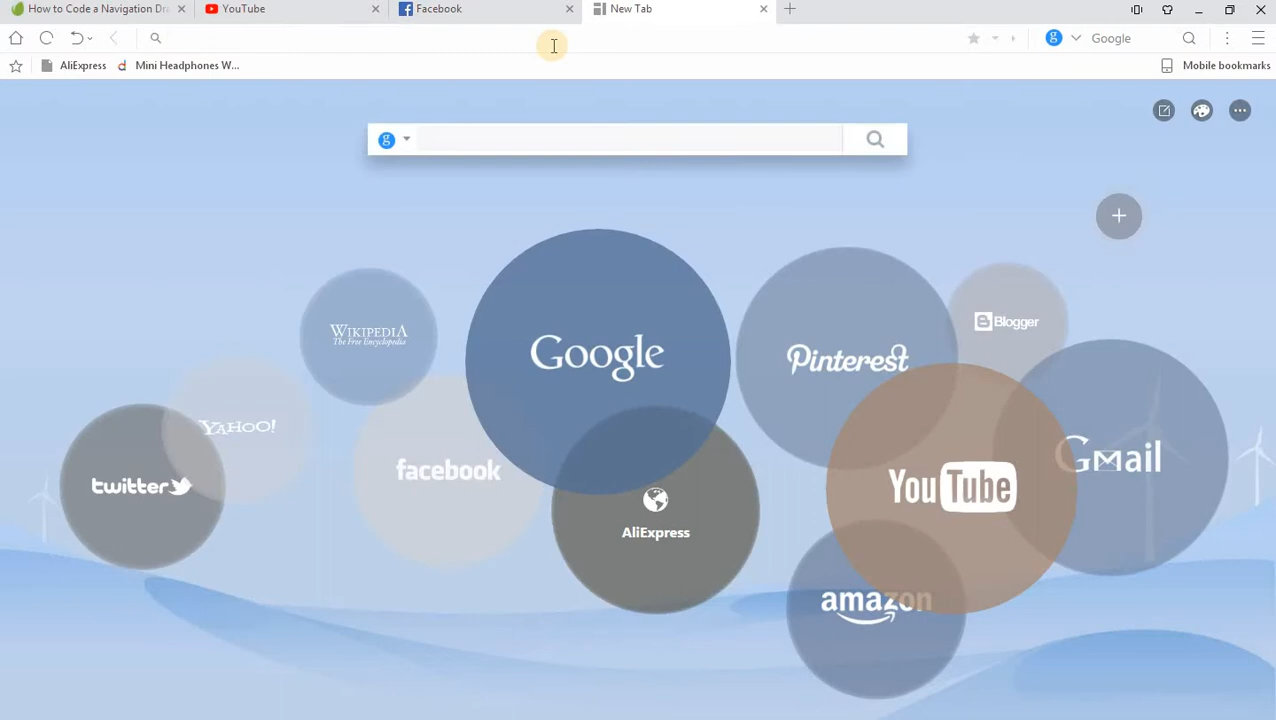 How to Code a Navigation Dra
YouTube
Facebook
New Tab
Google
AliExpress
Mini Headphones W...
Mobile bookmarks
g
WIKIPEDIA
The Free Encyclopedia
Google
Pinterest
Blogger
YAHOO!
twitter
facebook
AliExpress
YouTube
Gmail
amazon